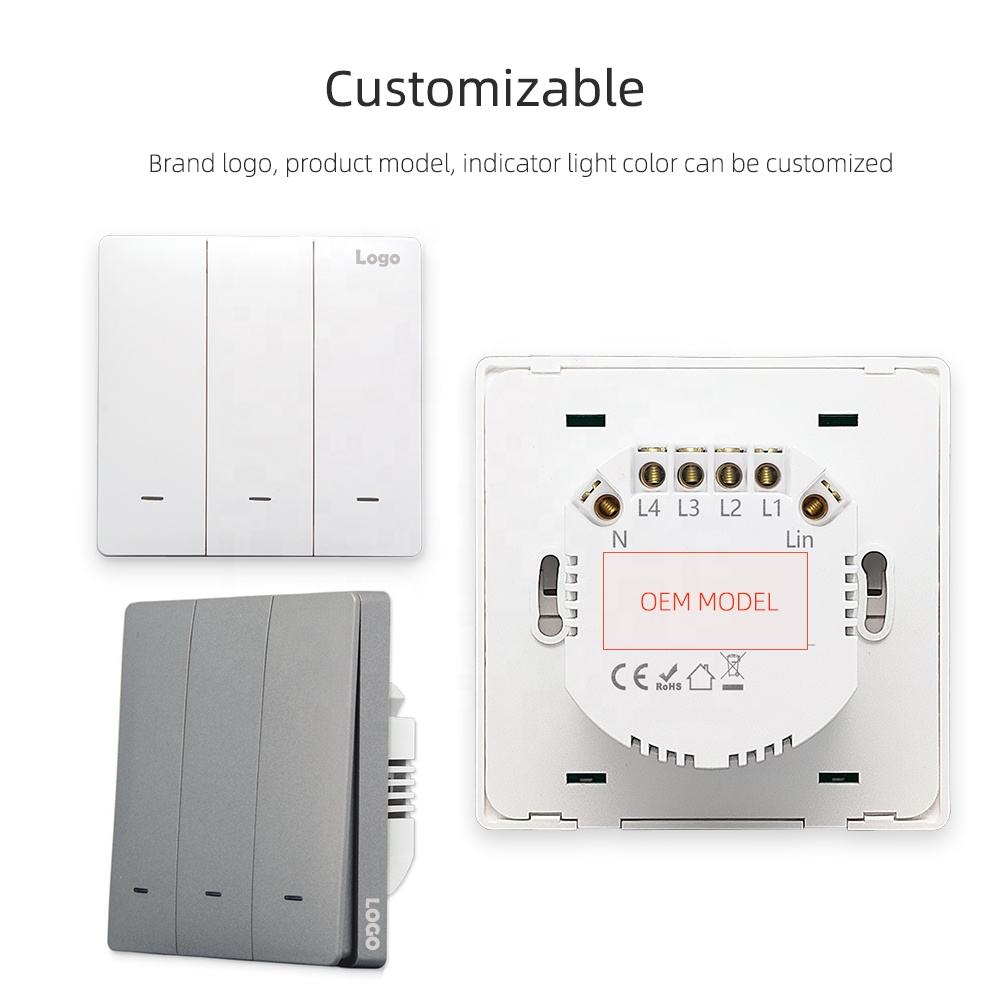 Customizable
Brand logo, product model, indicator light color can be customized
Logo
L4 L3 L2 L1
N Lin
OEM MODEL
CE RoHS
LOGO